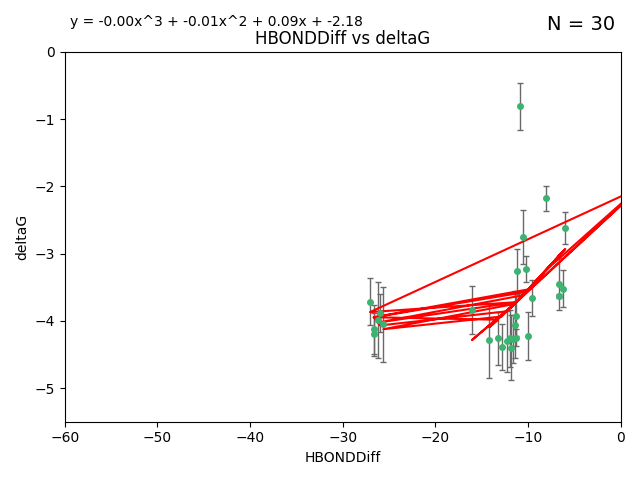 y = -0.00x^3 + -0.01x^2 + 0.09x + -2.18
N = 30
HBONDDiff vs deltaG
0
−1
−2
−3
−4
−5
deltaG
−60 −50 −40 −30 −20 −10 0
HBONDDiff